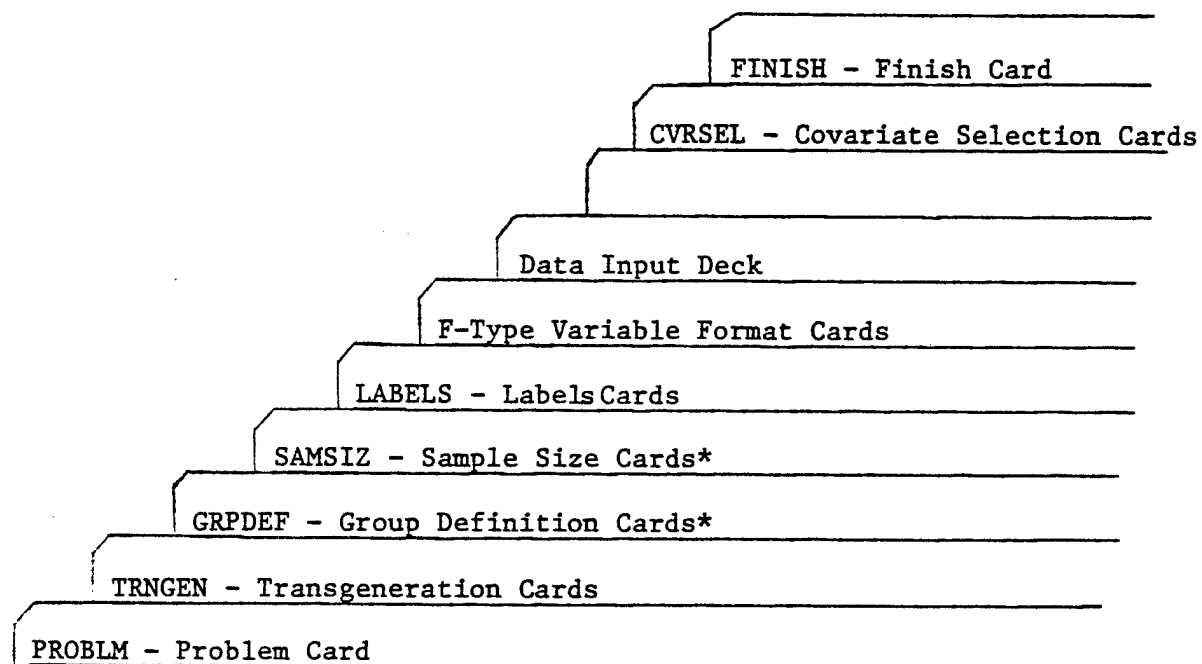 FINISH - Finish Card
CVRSEL - Covariate Selection Cards
Data Input Deck
F-Type Variable Format Cards
LABELS - Labels Cards
SAMSIZ - Sample Size Cards*
GRPDEF - Group Definition Cards*
TRNGEN - Transgeneration Cards
PROBLM - Problem Card